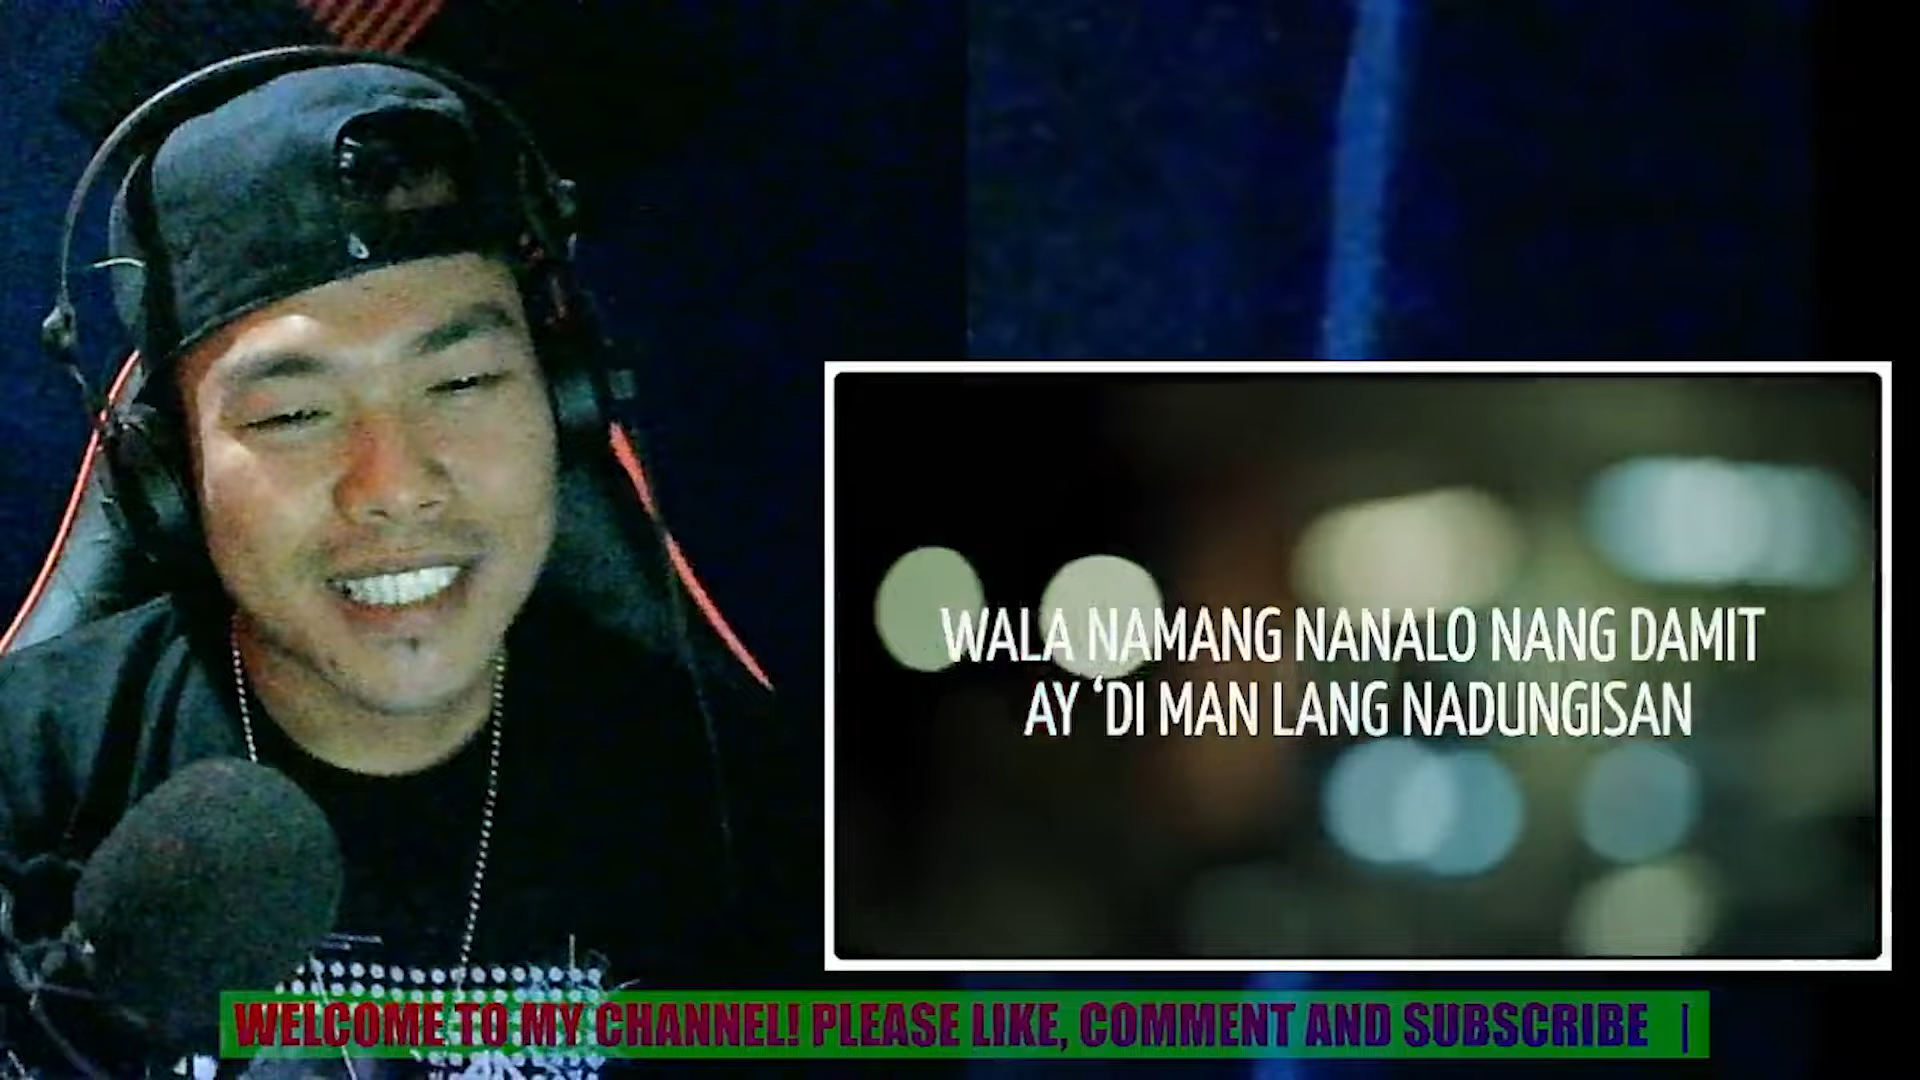 WALA NAMANG NANALO NANG DAMIT
AY ‘DI MAN LANG NADUNGISAN
WELCOME TO MY CHANNEL! PLEASE LIKE, COMMENT AND SUBSCRIBE |